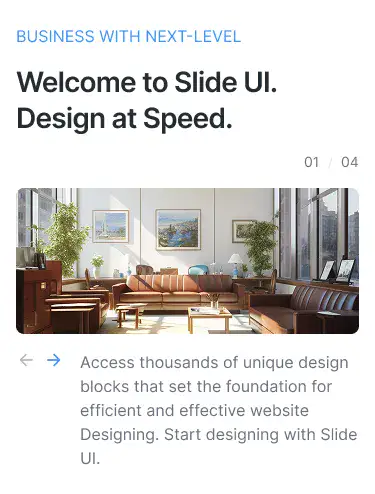 BUSINESS WITH NEXT-LEVEL
Welcome to Slide UI.
Design at Speed.
01 / 04
Access thousands of unique design
blocks that set the foundation for
efficient and effective website
Designing. Start designing with Slide
UI.